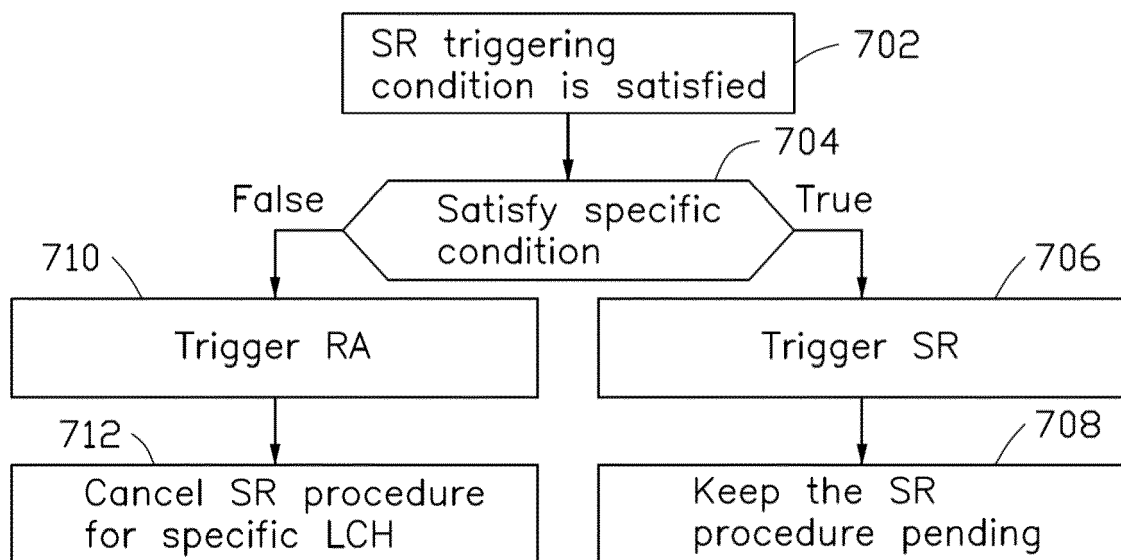 SR triggering
condition is satisfied
702
704
False
Satisfy specific
condition
True
710
706
Trigger RA
Trigger SR
712
708
Cancel SR procedure
for specific LCH
Keep the SR
procedure pending